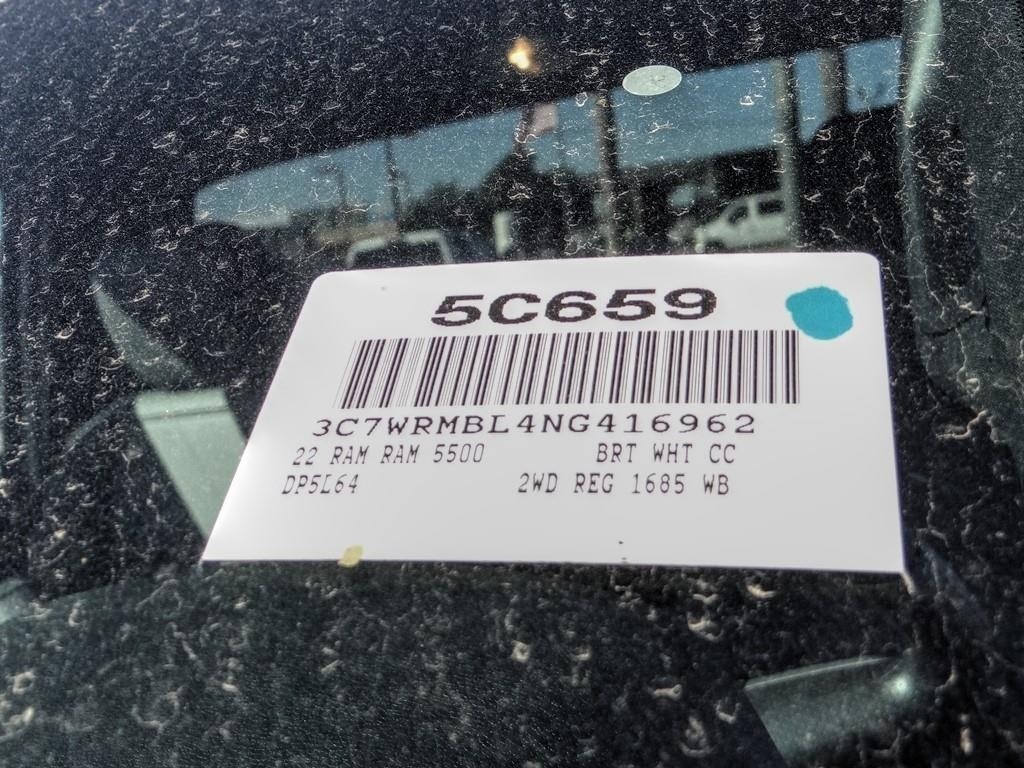 5C659
3C7WRMBL4NG416962
22 RAM RAM 5500 BRT WHT CC
DP5L64 2WD REG 1685 WB